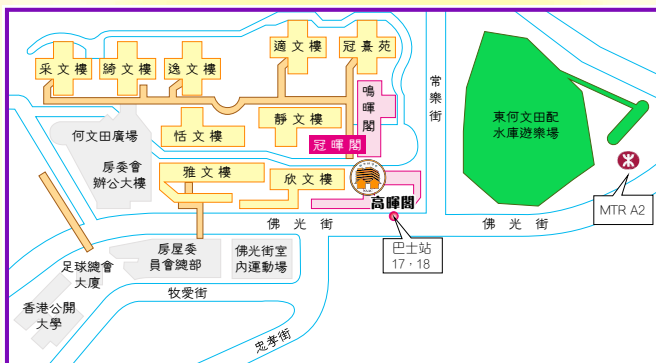 適文樓
冠熹苑
采文樓
綺文樓
逸文樓
常樂街
鳴暉閣
東何文田配
水庫遊樂場
何文田廣場
恬文樓
靜文樓
冠暉閣
房委會
辦公大樓
雅文樓
欣文樓
高暉閣
MTR A2
佛光街
佛光街
巴士站
17，18
房屋委
員會總部
佛光街室
內運動場
足球總會
大廈
牧愛街
香港公開
大學
忠孝街